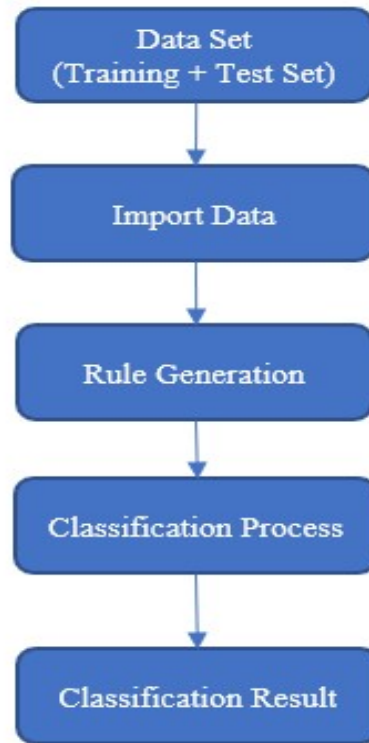 Data Set
(Training + Test Set)
Import Data
Rule Generation
Classification Process
Classification Result